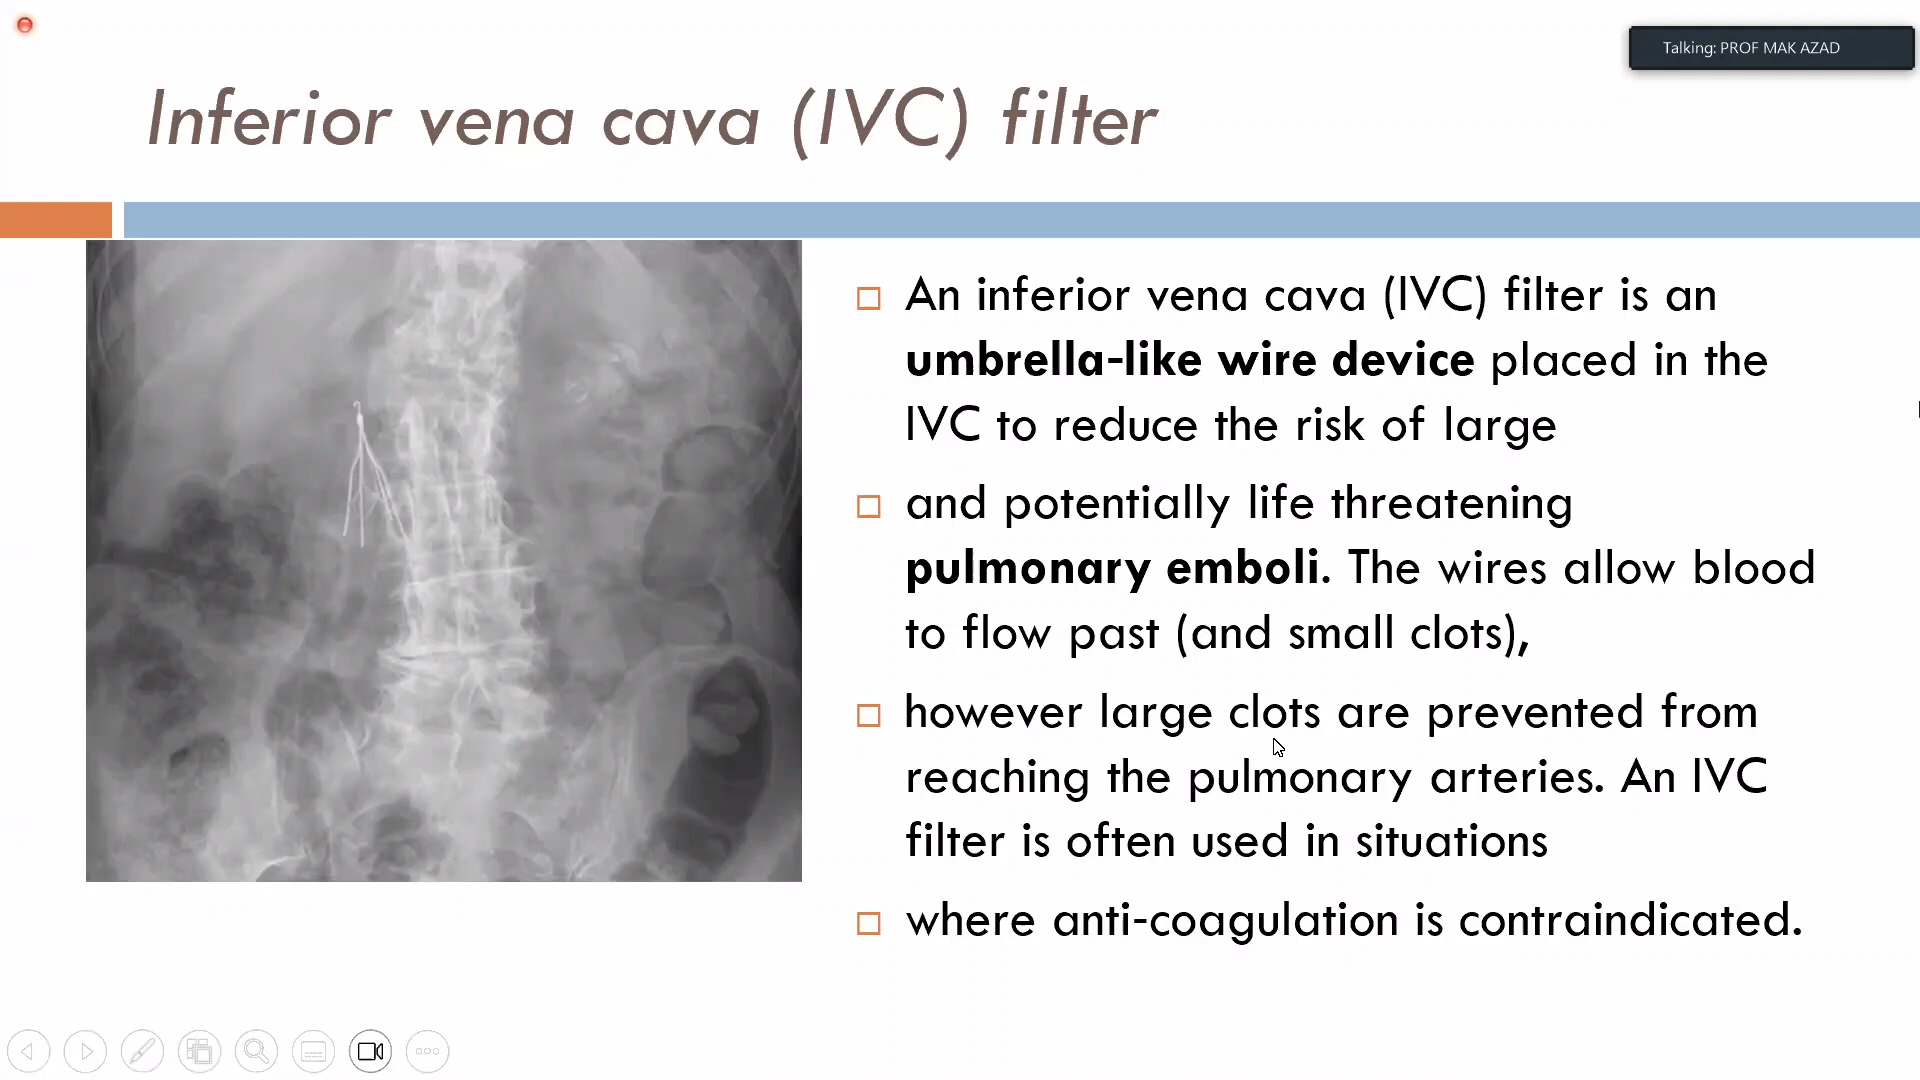 Talking: PROF MAK AZAD
Inferior vena cava (IVC) filter
An inferior vena cava (IVC) filter is an
umbrella-like wire device placed in the
IVC to reduce the risk of large
and potentially life threatening
pulmonary emboli. The wires allow blood
to flow past (and small clots),
however large clots are prevented from
reaching the pulmonary arteries. An IVC
filter is often used in situations
where anti-coagulation is contraindicated.